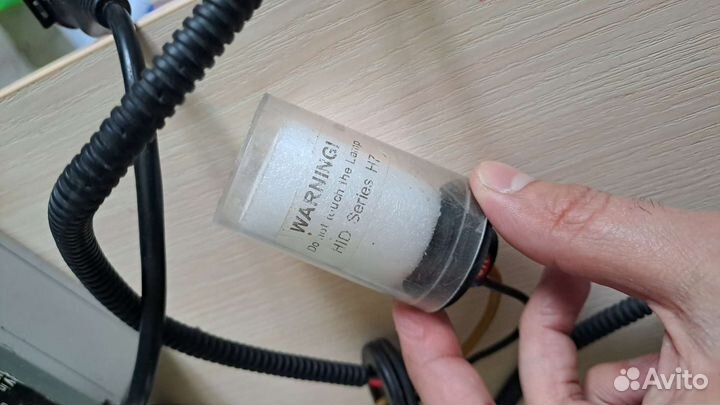 WARNING!
Do not touch the Lamp
HID Series H7
Avito